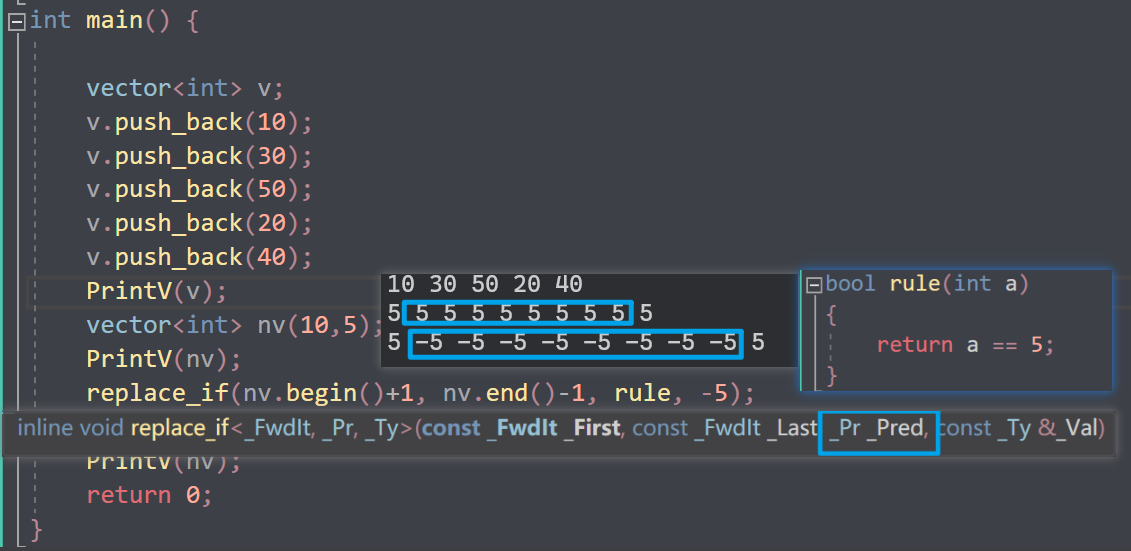 int main() {
vector<int> v;
v.push_back(10);
v.push_back(30);
v.push_back(50);
v.push_back(20);
v.push_back(40);
PrintV(v);
vector<int> nv(10,5);
PrintV(nv);
replace_if(nv.begin()+1, nv.end()-1, rule, -5);
inline void replace_if<_FwdIt, _Pr, _Ty>(const _FwdIt _First, const _FwdIt _Last, _Pr _Pred, const _Ty &_Val)
PrintV(nv);
return 0;
}
10 30 50 20 40
5 5 5 5 5 5 5 5 5 5
5 -5 -5 -5 -5 -5 -5 -5 -5 5
bool rule(int a)
{
return a == 5;
}